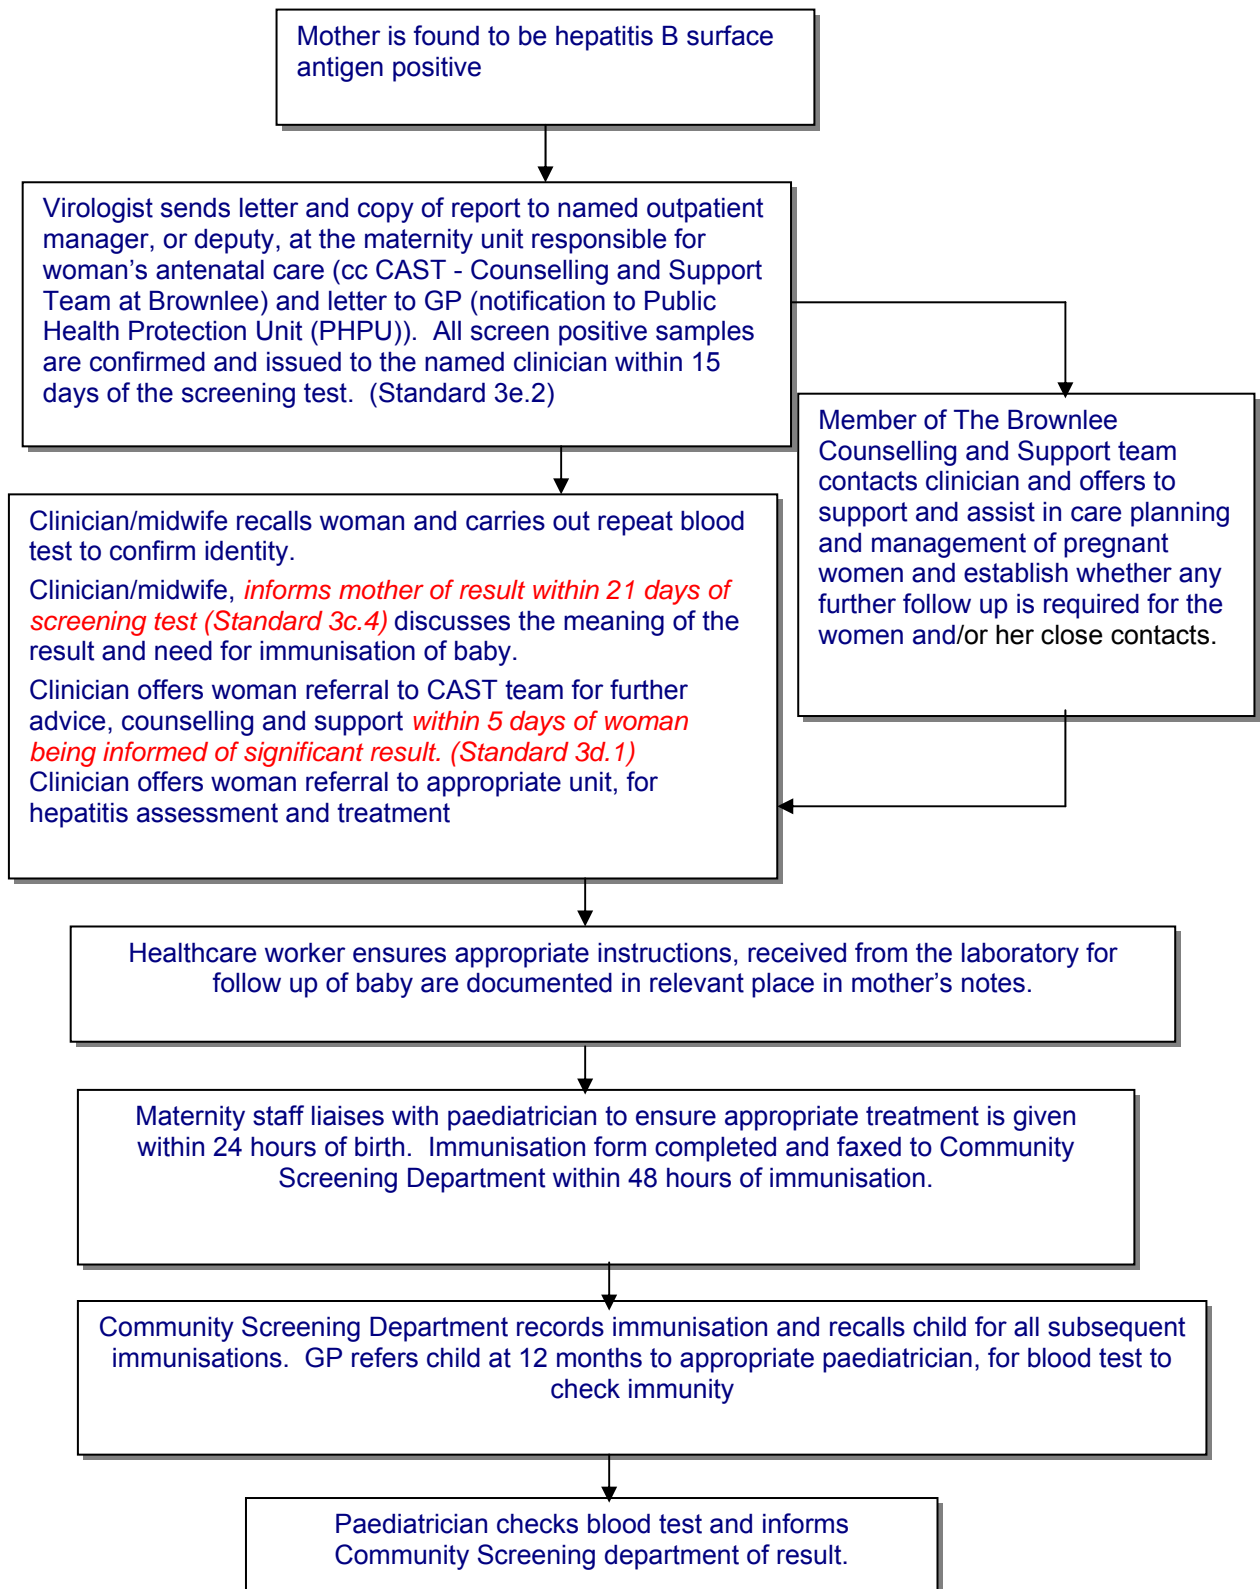 Mother is found to be hepatitis B surface
antigen positive
Virologist sends letter and copy of report to named outpatient
manager, or deputy, at the maternity unit responsible for
woman's antenatal care (cc CAST - Counselling and Support
Team at Brownlee) and letter to GP (notification to Public
Health Protection Unit (PHPU)).  All screen positive samples
are confirmed and issued to the named clinician within 15
days of the screening test.  (Standard 3e.2)
Member of The Brownlee
Counselling and Support team
contacts clinician and offers to
support and assist in care planning
and management of pregnant
women and establish whether any
further follow up is required for the
women and/or her close contacts.
Clinician/midwife recalls woman and carries out repeat blood
test to confirm identity.
Clinician/midwife, informs mother of result within 21 days of
screening test (Standard 3c.4) discusses the meaning of the
result and need for immunisation of baby.
Clinician offers woman referral to CAST team for further
advice, counselling and support within 5 days of woman
being informed of significant result. (Standard 3d.1)
Clinician offers woman referral to appropriate unit, for
hepatitis assessment and treatment
Healthcare worker ensures appropriate instructions, received from the laboratory for
follow up of baby are documented in relevant place in mother's notes.
Maternity staff liaises with paediatrician to ensure appropriate treatment is given
within 24 hours of birth.  Immunisation form completed and faxed to Community
Screening Department within 48 hours of immunisation.
Community Screening Department records immunisation and recalls child for all subsequent
immunisations.  GP refers child at 12 months to appropriate paediatrician, for blood test to
check immunity
Paediatrician checks blood test and informs
Community Screening department of result.